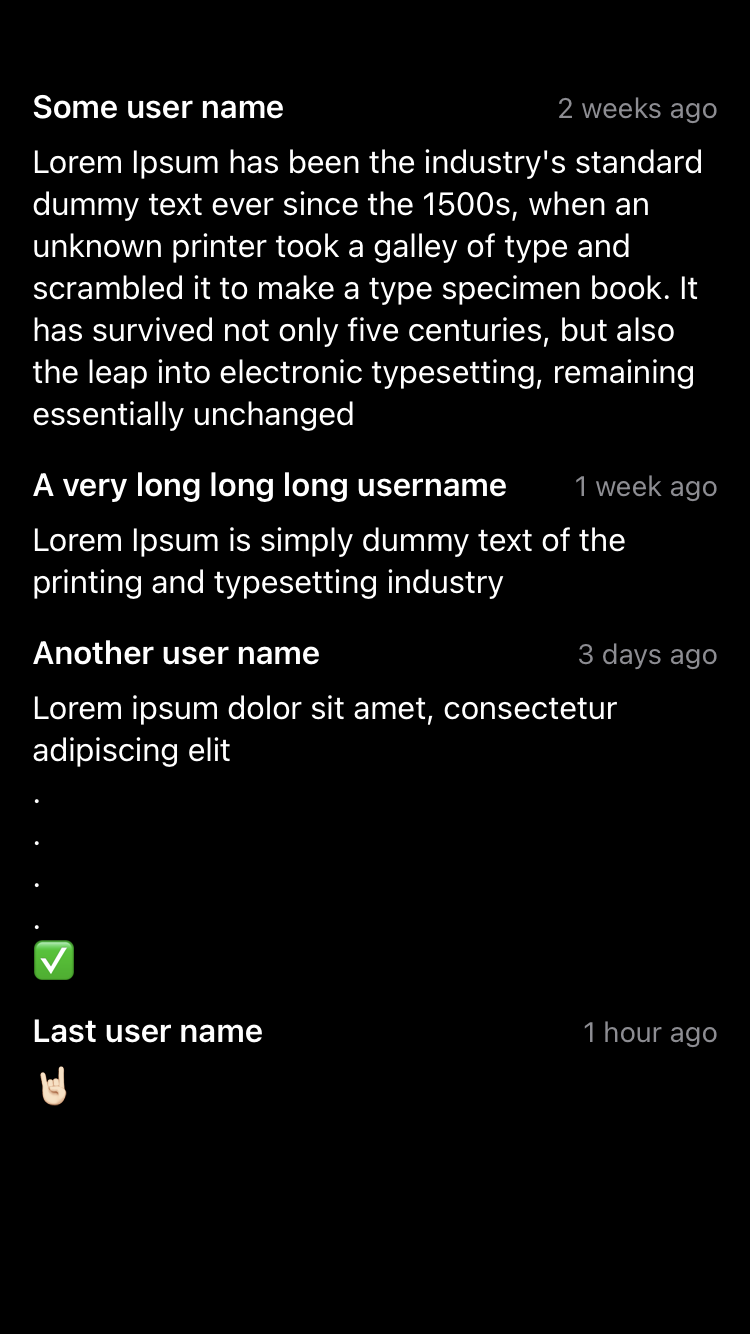 Some user name 2 weeks ago
Lorem Ipsum has been the industry's standard
dummy text ever since the 1500s, when an
unknown printer took a galley of type and
scrambled it to make a type specimen book. It
has survived not only five centuries, but also
the leap into electronic typesetting, remaining
essentially unchanged
A very long long long username 1 week ago
Lorem Ipsum is simply dummy text of the
printing and typesetting industry
Another user name 3 days ago
Lorem ipsum dolor sit amet, consectetur
adipiscing elit
.
.
.
.
✅
Last user name 1 hour ago
🤘🏻